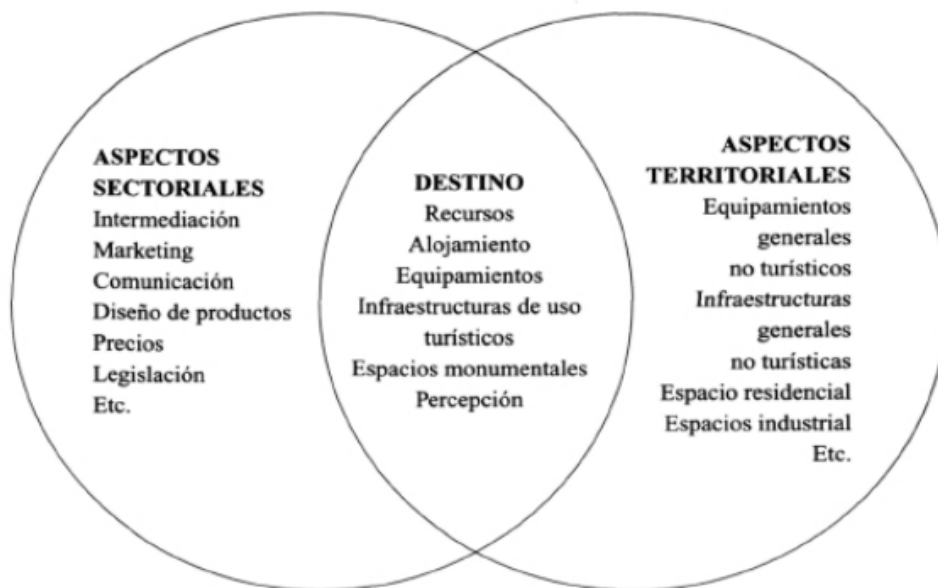 ASPECTOS
SECTORIALES
Intermediación
Marketing
Comunicación
Diseño de productos
Precios
Legislación
Etc.
DESTINO
Recursos
Alojamiento
Equipamientos
Infraestructuras de uso
turísticos
Espacios monumentales
Percepción
ASPECTOS
TERRITORIALES
Equipamientos
generales
no turísticos
Infraestructuras
generales
no turísticas
Espacio residencial
Espacios industrial
Etc.